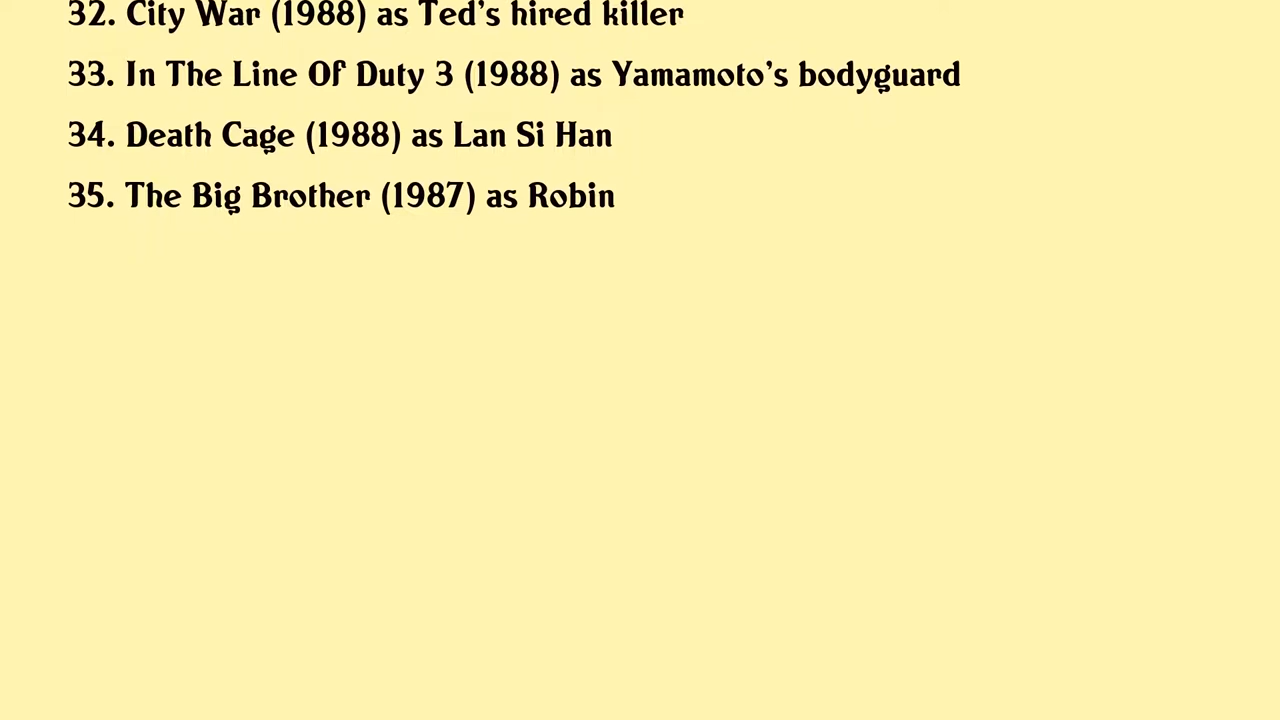 32. City War (1988) as Ted's hired killer
33. In The Line Of Duty 3 (1988) as Yamamoto's bodyguard
34. Death Cage (1988) as Lan Si Han
35. The Big Brother (1987) as Robin